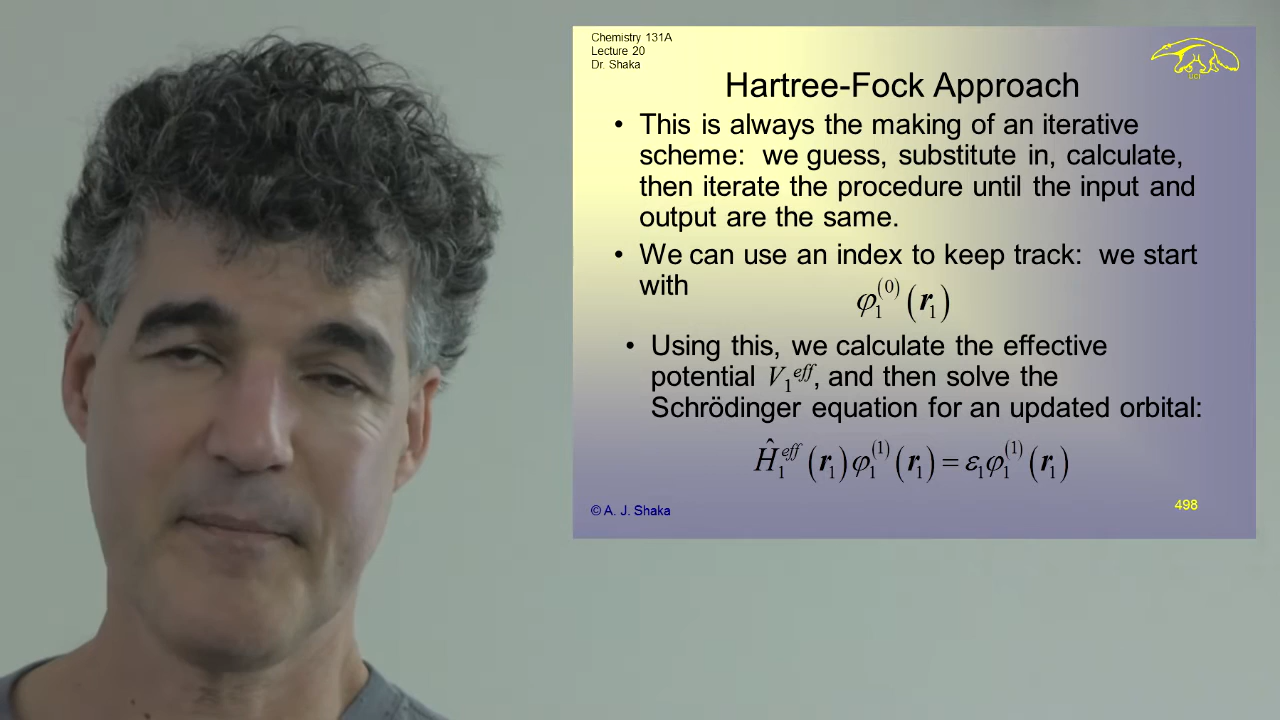 Chemistry 131A
Lecture 20
Dr. Shaka
UCI
Hartree-Fock Approach
• This is always the making of an iterative
scheme: we guess, substitute in, calculate,
then iterate the procedure until the input and
output are the same.
• We can use an index to keep track: we start
with φ₁⁽⁰⁾(r₁)
• Using this, we calculate the effective
potential V₁ᵉᶠᶠ, and then solve the
Schrödinger equation for an updated orbital:
Ĥ₁ᵉᶠᶠ(r₁)φ₁⁽¹⁾(r₁) = ε₁φ₁⁽¹⁾(r₁)
© A. J. Shaka
498